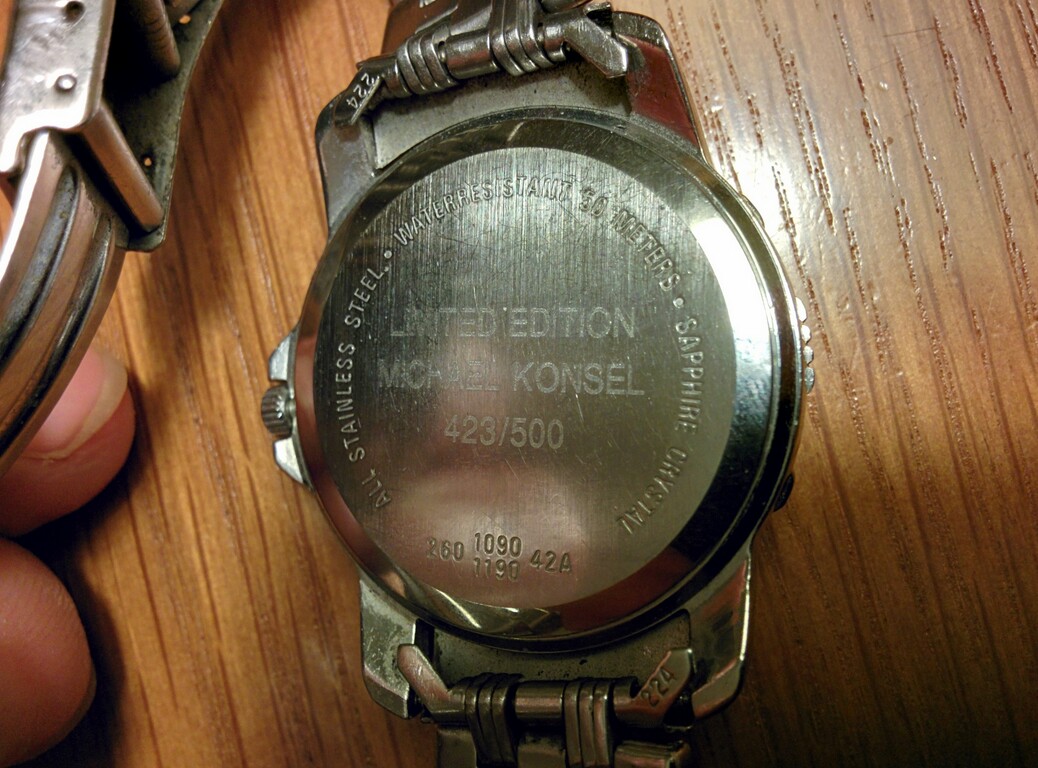 ALL STAINLESS STEEL • WATERRESISTANT 30 METERS • SAPPHIRE CRYSTAL
LIMITED EDITION
MICHAEL KONSEL
423/500
260 1090 42A
1190
224
224